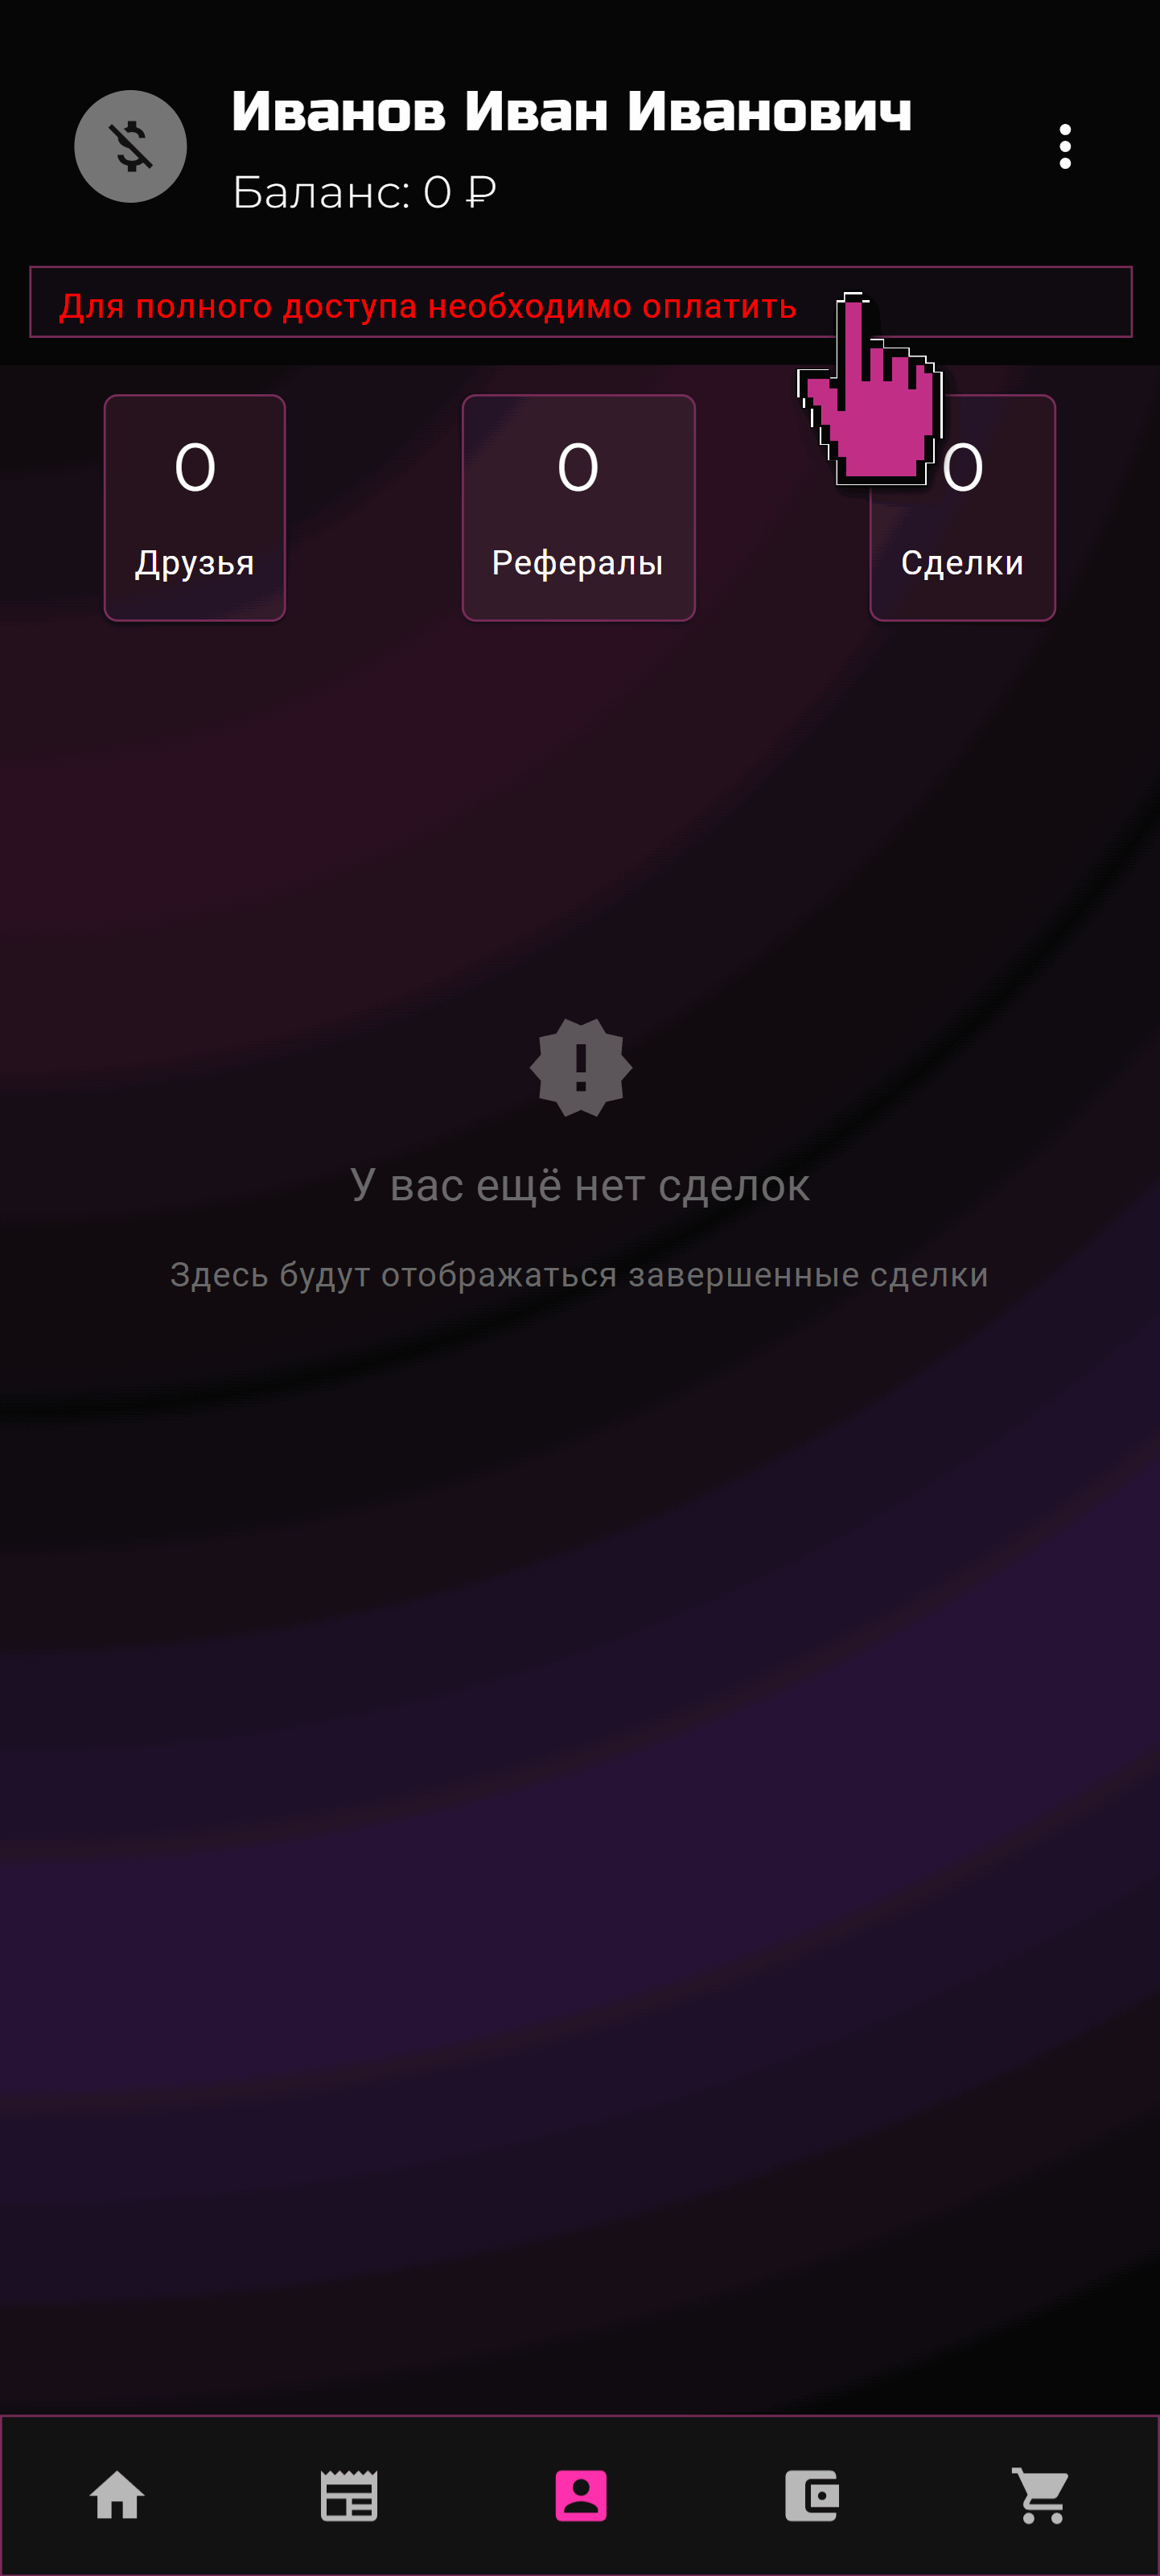 Иванов Иван Иванович
Баланс: 0 ₽
Для полного доступа необходимо оплатить
0
0
0
Друзья
Рефералы
Сделки
У вас ещё нет сделок
Здесь будут отображаться завершенные сделки